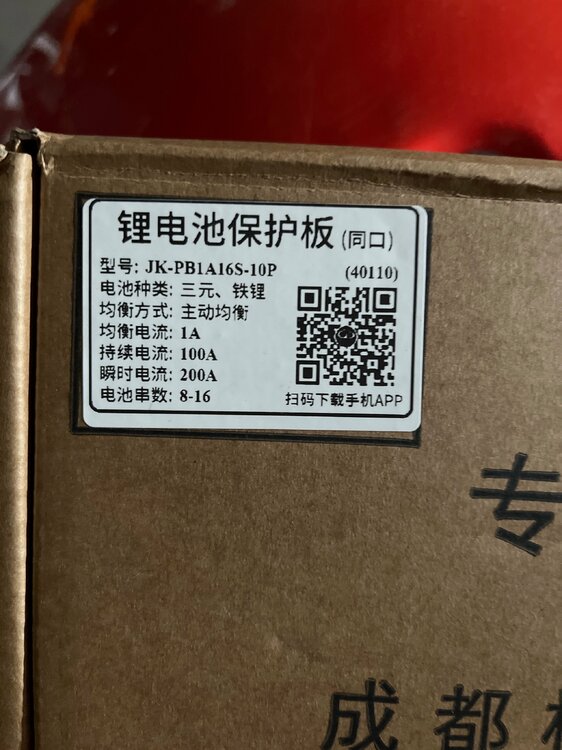 锂电池保护板(同口)
型号: JK-PB1A16S-10P (40110)
电池种类: 三元、铁锂
均衡方式: 主动均衡
均衡电流: 1A
持续电流: 100A
瞬时电流: 200A
电池串数: 8-16
扫码下载手机APP
专
成都